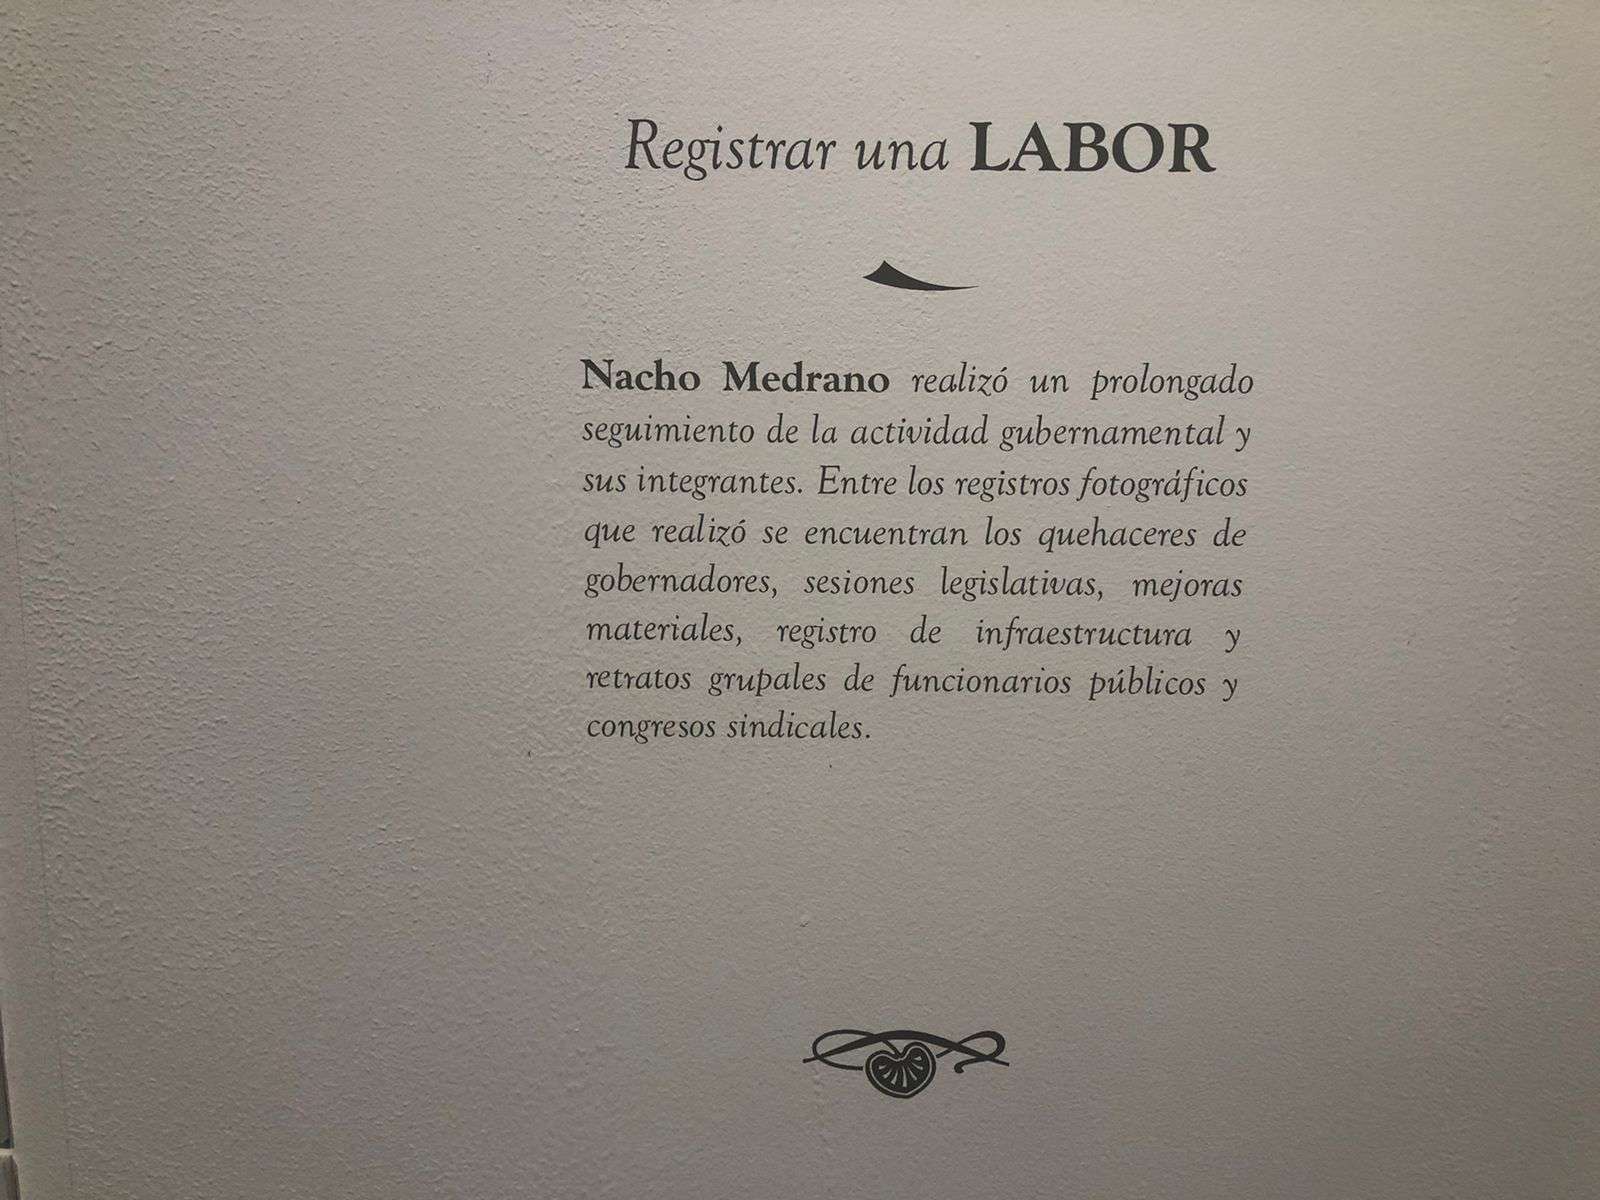 Registrar una LABOR
Nacho Medrano realizó un prolongado
seguimiento de la actividad gubernamental y
sus integrantes. Entre los registros fotográficos
que realizó se encuentran los quehaceres de
gobernadores, sesiones legislativas, mejoras
materiales, registro de infraestructura y
retratos grupales de funcionarios públicos y
congresos sindicales.